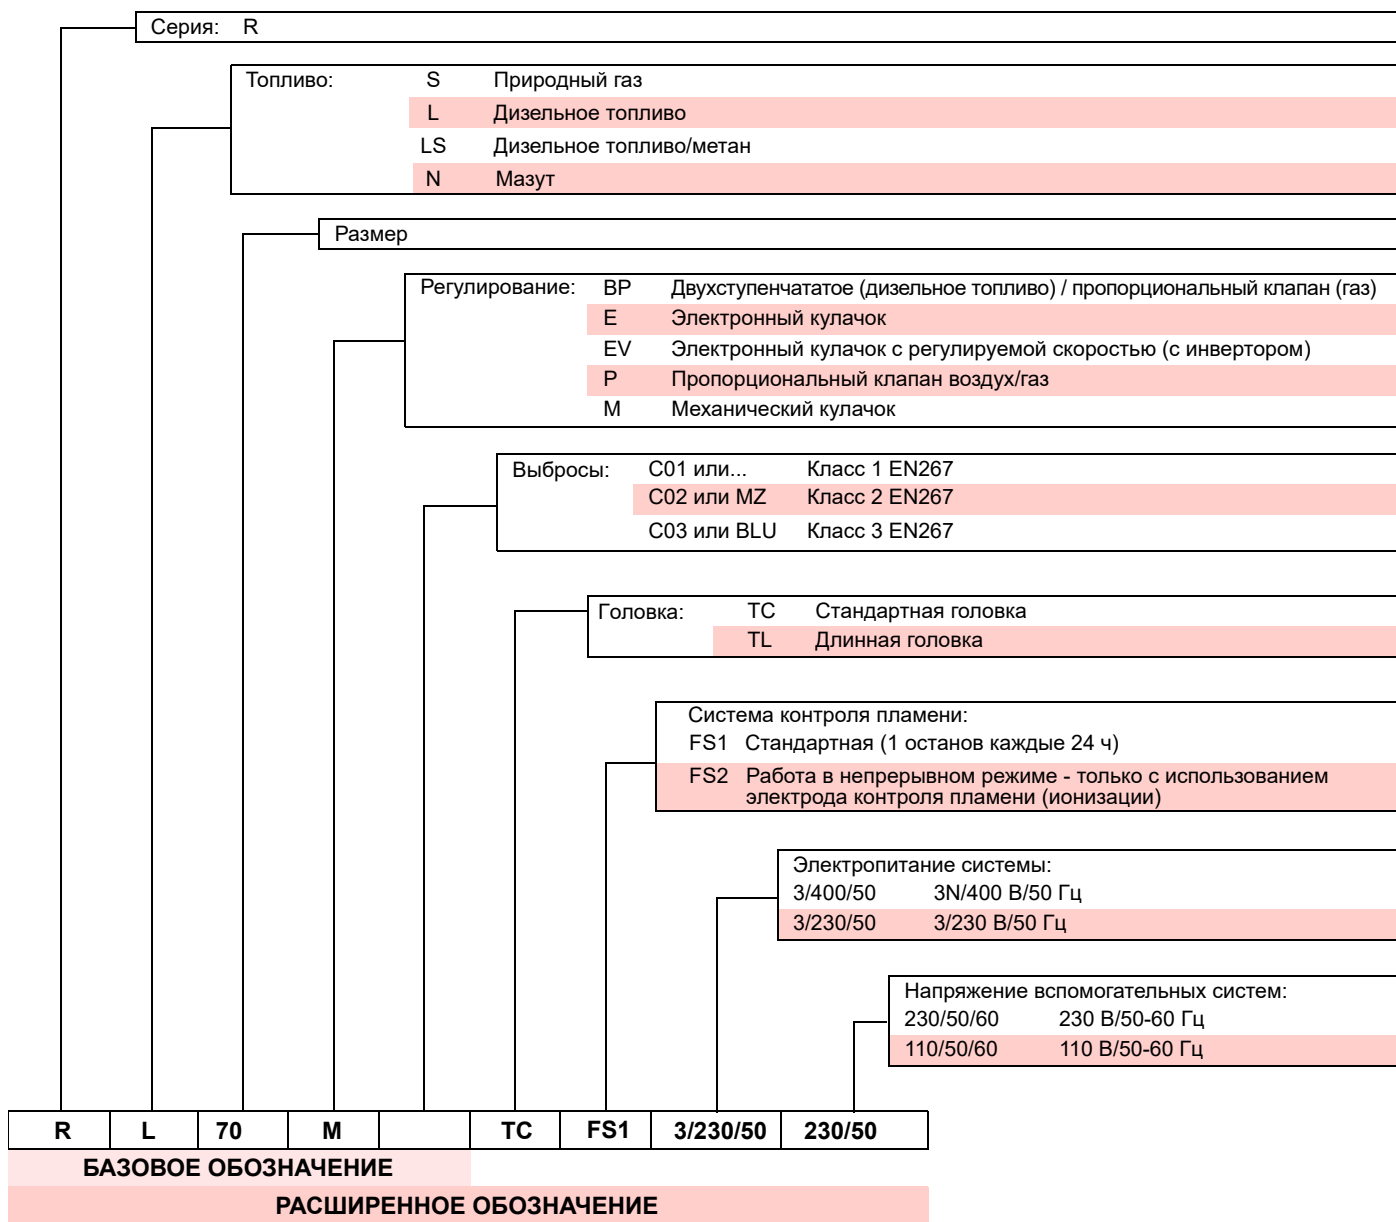 Серия: R
Топливо: S Природный газ
L Дизельное топливо
LS Дизельное топливо/метан
N Мазут
Размер
Регулирование: BP Двухступенчататое (дизельное топливо) / пропорциональный клапан (газ)
E Электронный кулачок
EV Электронный кулачок с регулируемой скоростью (с инвертором)
P Пропорциональный клапан воздух/газ
M Механический кулачок
Выбросы: C01 или... Класс 1 EN267
C02 или MZ Класс 2 EN267
C03 или BLU Класс 3 EN267
Головка: TC Стандартная головка
TL Длинная головка
Система контроля пламени:
FS1 Стандартная (1 останов каждые 24 ч)
FS2 Работа в непрерывном режиме - только с использованием
электрода контроля пламени (ионизации)
Электропитание системы:
3/400/50 3N/400 В/50 Гц
3/230/50 3/230 В/50 Гц
Напряжение вспомогательных систем:
230/50/60 230 В/50-60 Гц
110/50/60 110 В/50-60 Гц
R L 70 M TC FS1 3/230/50 230/50
БАЗОВОЕ ОБОЗНАЧЕНИЕ
РАСШИРЕННОЕ ОБОЗНАЧЕНИЕ